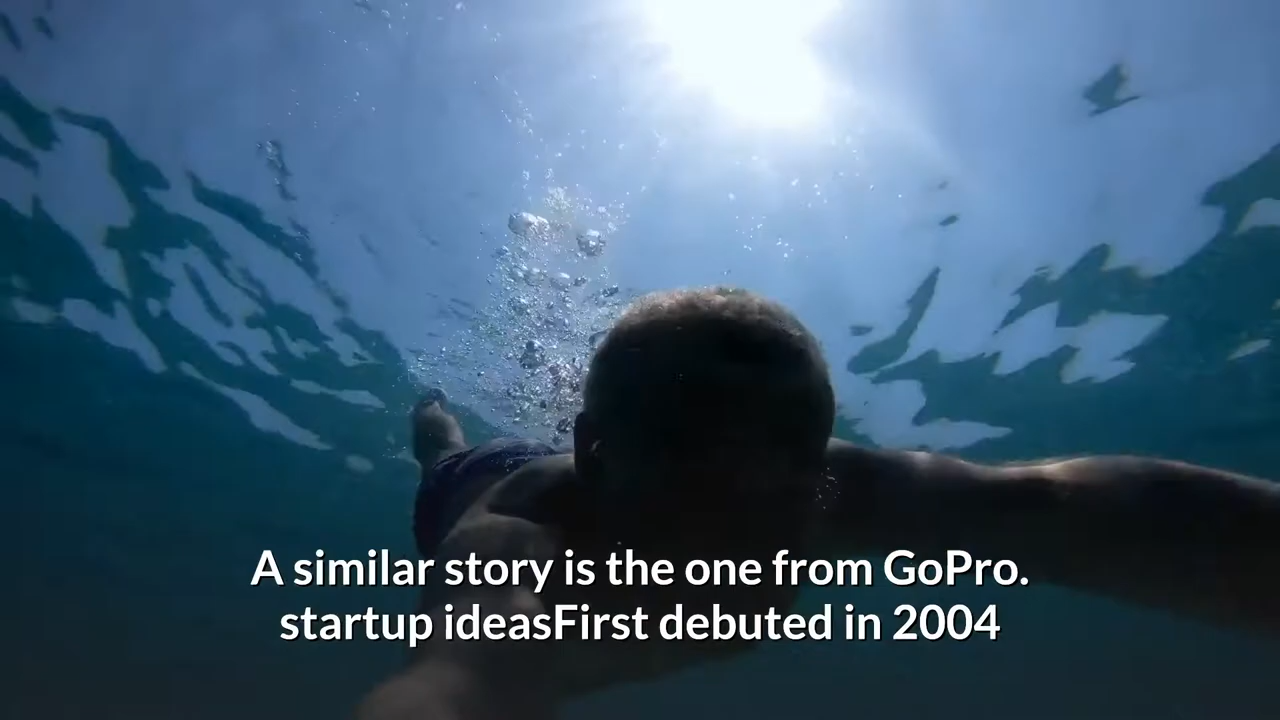 A similar story is the one from GoPro.
startup ideasFirst debuted in 2004